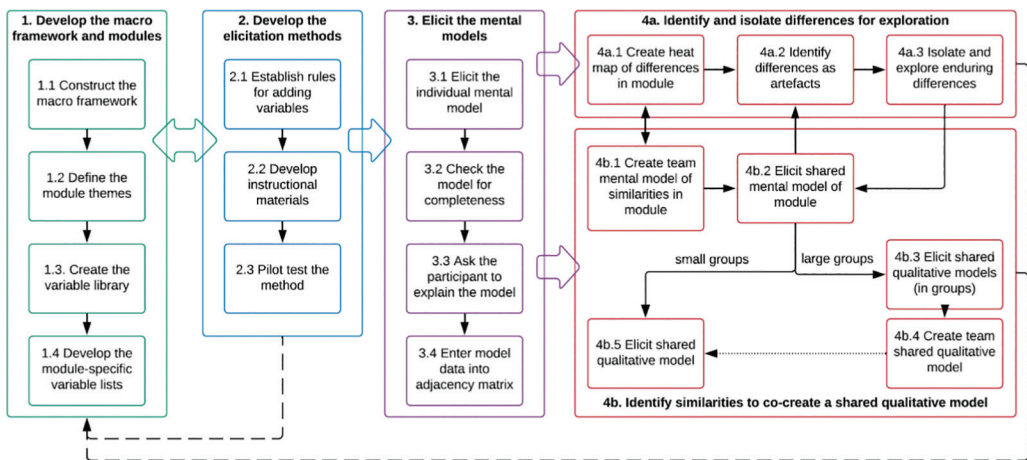 1. Develop the macro
framework and modules
1.1 Construct the
macro framework
1.2 Define the
module themes
1.3. Create the
variable library
1.4 Develop the
module-specific
variable lists
2. Develop the
elicitation methods
2.1 Establish rules
for adding
variables
2.2 Develop
instructional
materials
2.3 Pilot test the
method
3. Elicit the mental
models
3.1 Elicit the
individual mental
model
3.2 Check the
model for
completeness
3.3 Ask the
participant to
explain the model
3.4 Enter model
data into
adjacency matrix
4a. Identify and isolate differences for exploration
4a.1 Create heat
map of differences
in module
4a.2 Identify
differences as
artefacts
4a.3 Isolate and
explore enduring
differences
4b.1 Create team
mental model of
similarities in
module
4b.2 Elicit shared
mental model of
module
small groups
large groups
4b.3 Elicit shared
qualitative models
(in groups)
4b.4 Create team
shared qualitative
model
4b.5 Elicit shared
qualitative model
4b. Identify similarities to co-create a shared qualitative model